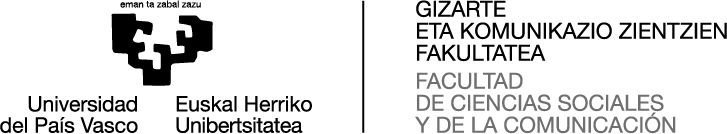 eman ta zabal zazu
Universidad
del País Vasco
Euskal Herriko
Unibertsitatea
GIZARTE
ETA KOMUNIKAZIO ZIENTZIEN
FAKULTATEA
FACULTAD
DE CIENCIAS SOCIALES
Y DE LA COMUNICACIÓN